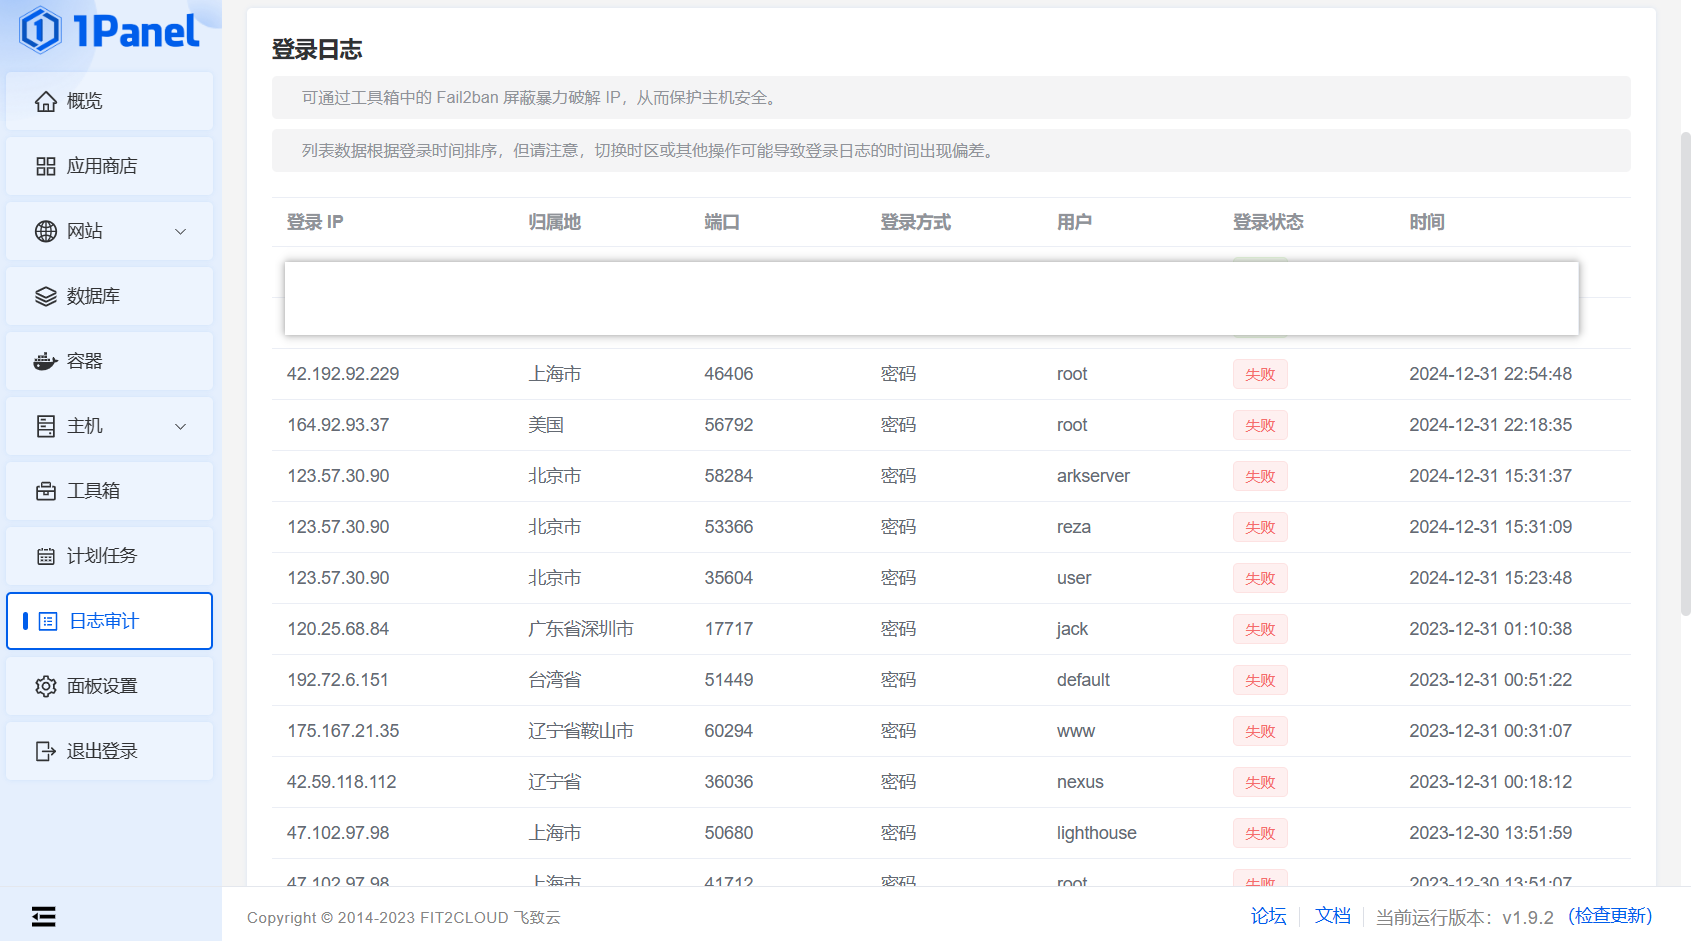 1Panel
概览
应用商店
网站
数据库
容器
主机
工具箱
计划任务
日志审计
面板设置
退出登录
登录日志
可通过工具箱中的 Fail2ban 屏蔽暴力破解 IP，从而保护主机安全。
列表数据根据登录时间排序，但请注意，切换时区或其他操作可能导致登录日志的时间出现偏差。
登录 IP 归属地 端口 登录方式 用户 登录状态 时间
42.192.92.229 上海市 46406 密码 root 失败 2024-12-31 22:54:48
164.92.93.37 美国 56792 密码 root 失败 2024-12-31 22:18:35
123.57.30.90 北京市 58284 密码 arkserver 失败 2024-12-31 15:31:37
123.57.30.90 北京市 53366 密码 reza 失败 2024-12-31 15:31:09
123.57.30.90 北京市 35604 密码 user 失败 2024-12-31 15:23:48
120.25.68.84 广东省深圳市 17717 密码 jack 失败 2023-12-31 01:10:38
192.72.6.151 台湾省 51449 密码 default 失败 2023-12-31 00:51:22
175.167.21.35 辽宁省鞍山市 60294 密码 www 失败 2023-12-31 00:31:07
42.59.118.112 辽宁省 36036 密码 nexus 失败 2023-12-31 00:18:12
47.102.97.98 上海市 50680 密码 lighthouse 失败 2023-12-30 13:51:59
47.102.97.98 上海市 41712 密码 root 失败 2023-12-30 13:51:07
Copyright © 2014-2023 FIT2CLOUD 飞致云
论坛 文档 当前运行版本：v1.9.2 (检查更新)